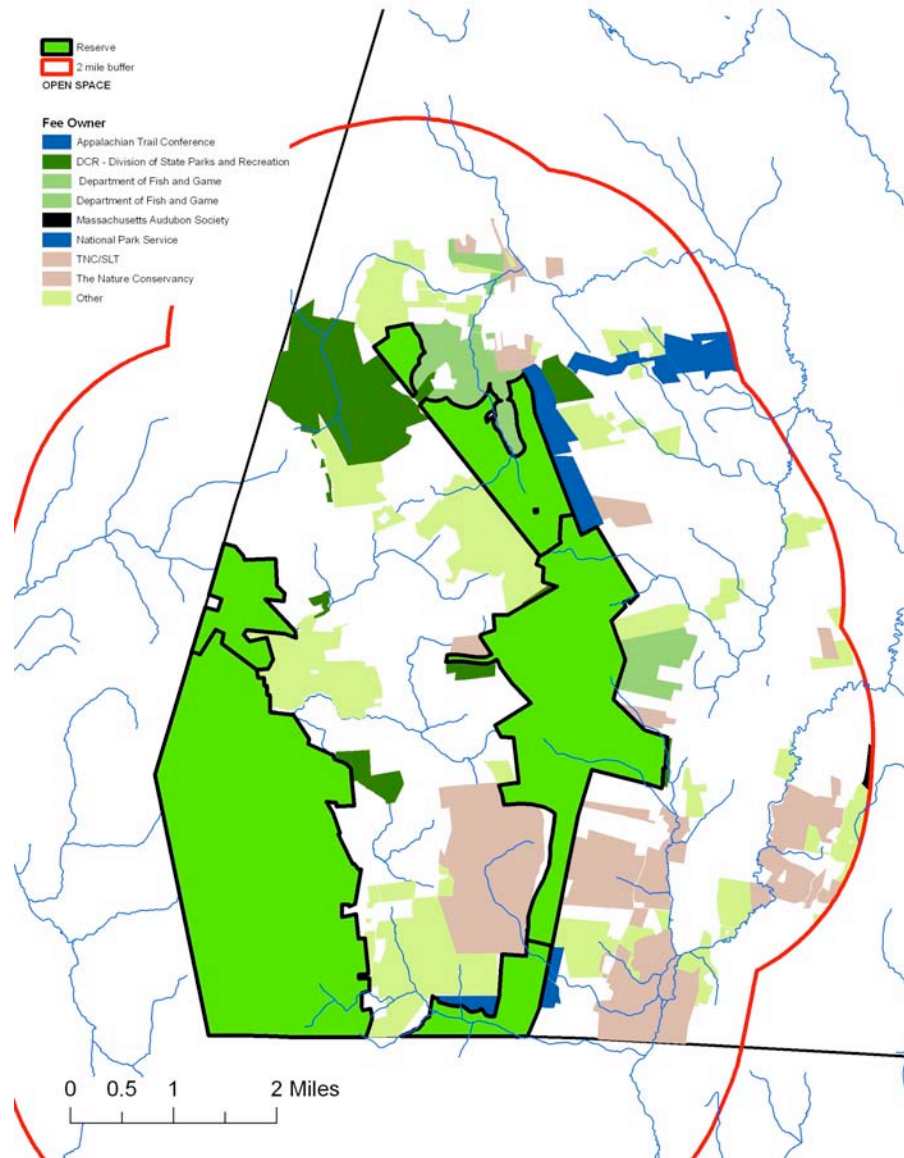 Reserve
2 mile buffer
OPEN SPACE
Fee Owner
Appalachian Trail Conference
DCR - Division of State Parks and Recreation
Department of Fish and Game
Department of Fish and Game
Massachusetts Audubon Society
National Park Service
TNC/SLT
The Nature Conservancy
Other
0 0.5 1 2 Miles